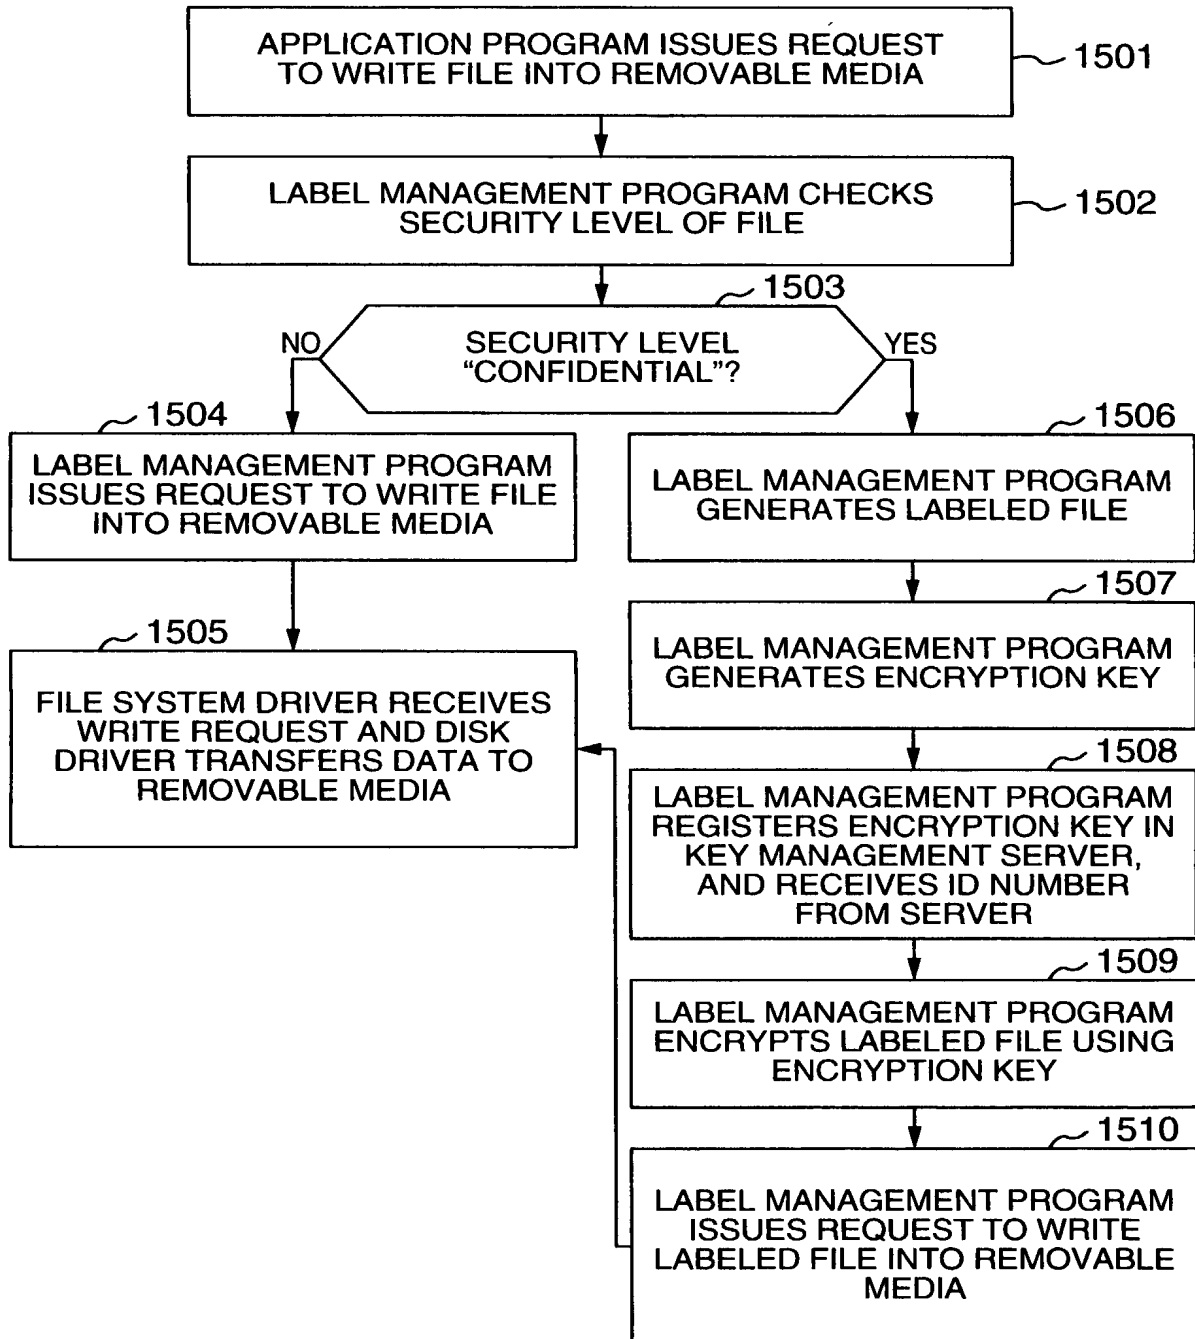 APPLICATION PROGRAM ISSUES REQUEST
TO WRITE FILE INTO REMOVABLE MEDIA
1501
LABEL MANAGEMENT PROGRAM CHECKS
SECURITY LEVEL OF FILE
1502
1503
SECURITY LEVEL
“CONFIDENTIAL”?
NO
YES
1504
LABEL MANAGEMENT PROGRAM
ISSUES REQUEST TO WRITE FILE
INTO REMOVABLE MEDIA
1505
FILE SYSTEM DRIVER RECEIVES
WRITE REQUEST AND DISK
DRIVER TRANSFERS DATA TO
REMOVABLE MEDIA
1506
LABEL MANAGEMENT PROGRAM
GENERATES LABELED FILE
1507
LABEL MANAGEMENT PROGRAM
GENERATES ENCRYPTION KEY
1508
LABEL MANAGEMENT PROGRAM
REGISTERS ENCRYPTION KEY IN
KEY MANAGEMENT SERVER,
AND RECEIVES ID NUMBER
FROM SERVER
1509
LABEL MANAGEMENT PROGRAM
ENCRYPTS LABELED FILE USING
ENCRYPTION KEY
1510
LABEL MANAGEMENT PROGRAM
ISSUES REQUEST TO WRITE
LABELED FILE INTO REMOVABLE
MEDIA